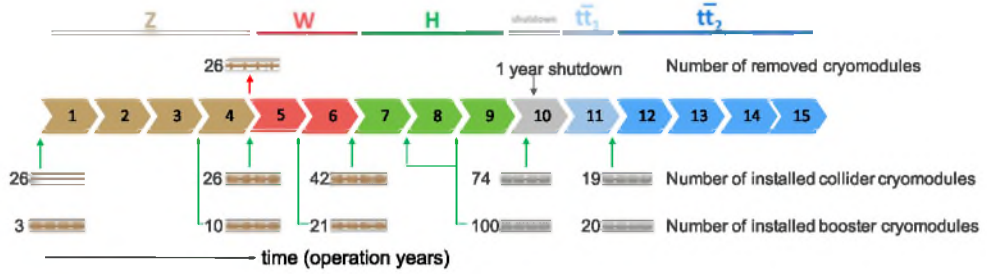 Z W H shutdown tt̄₁ tt̄₂
26 1 year shutdown Number of removed cryomodules
1 2 3 4 5 6 7 8 9 10 11 12 13 14 15
26 26 42 74 19 Number of installed collider cryomodules
3 10 21 100 20 Number of installed booster cryomodules
time (operation years)